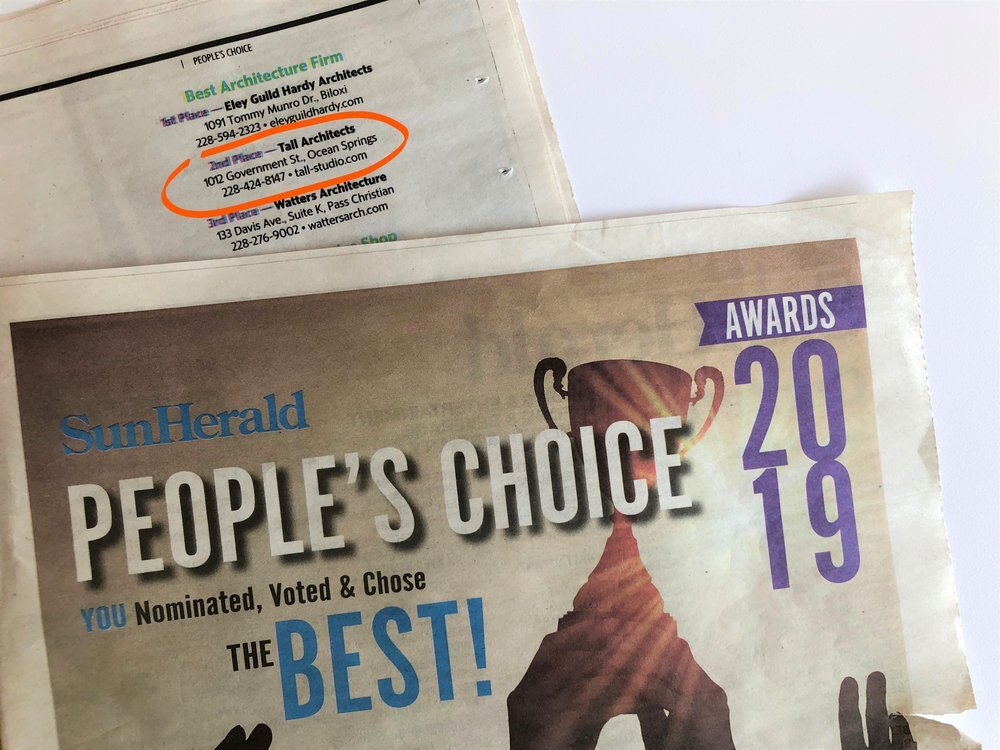 PEOPLE'S CHOICE
Best Architecture Firm
1st Place — Eley Guild Hardy Architects
1091 Tommy Munro Dr., Biloxi
228-594-2323 • eleyguildhardy.com
2nd Place — Tall Architects
1012 Government St., Ocean Springs
228-424-8147 • tall-studio.com
3rd Place — Watters Architecture
133 Davis Ave., Suite K, Pass Christian
228-276-9002 • wattersarch.com
Shop
AWARDS
20
19
SunHerald
PEOPLE'S CHOICE
YOU Nominated, Voted & Chose
THE BEST!